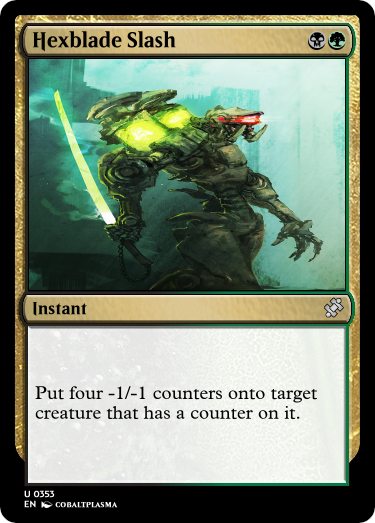 Hexblade Slash
Instant
Put four -1/-1 counters onto target
creature that has a counter on it.
U 0353
EN COBALTPLASMA